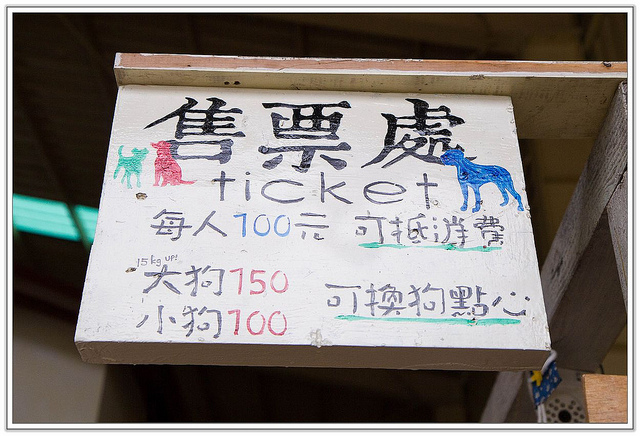 售票處
ticket
每人100元 可抵消費
15kg UP!
大狗150
小狗100 可換狗點心